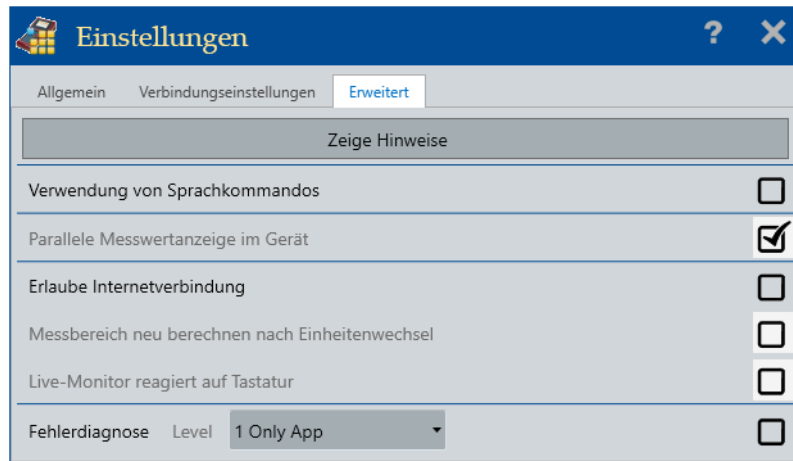 Einstellungen ?
Allgemein Verbindungseinstellungen Erweitert
Zeige Hinweise
Verwendung von Sprachkommandos
Parallele Messwertanzeige im Gerät
Erlaube Internetverbindung
Messbereich neu berechnen nach Einheitenwechsel
Live-Monitor reagiert auf Tastatur
Fehlerdiagnose Level 1 Only App